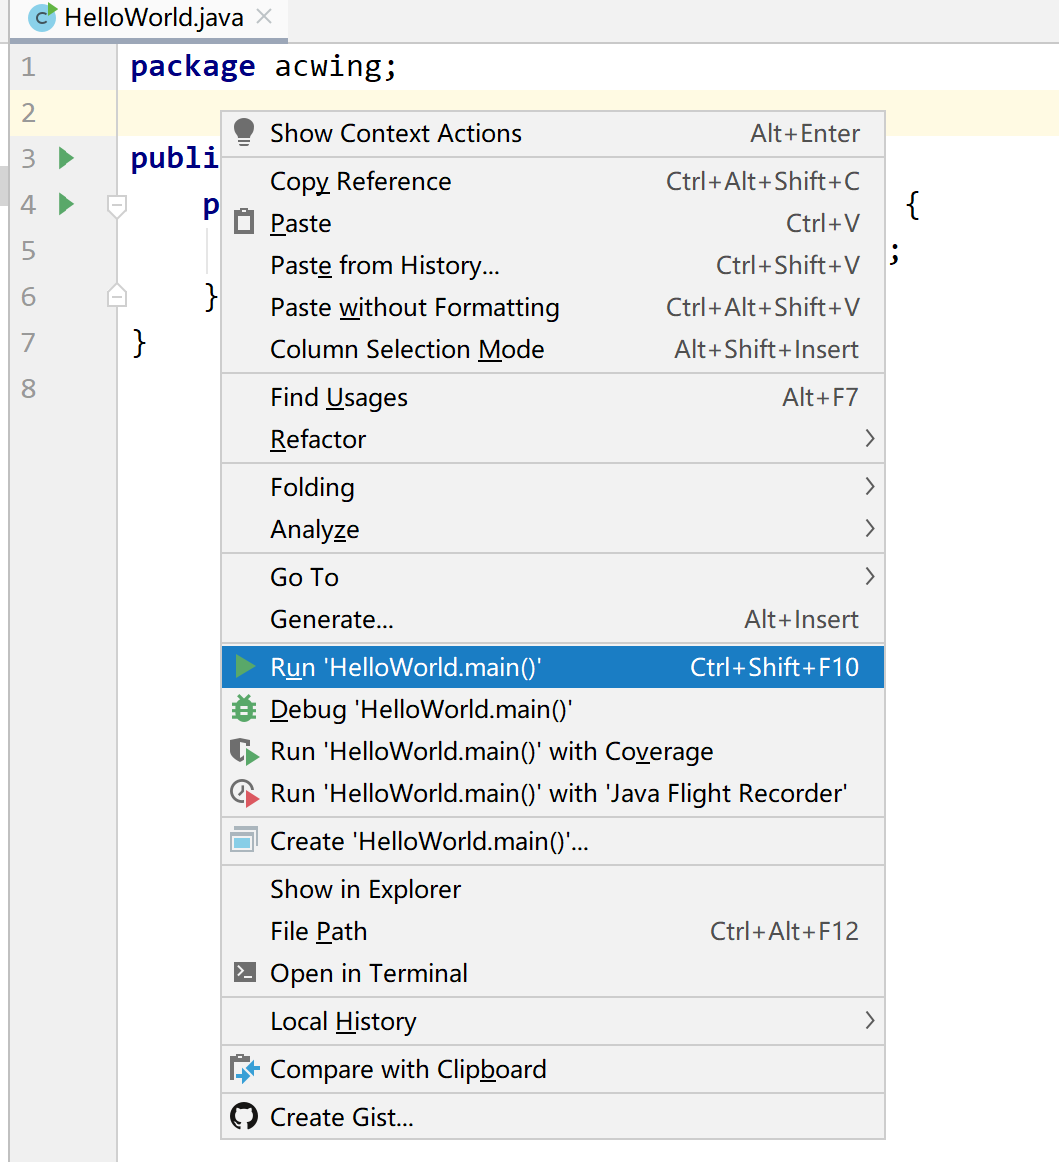 HelloWorld.java
1 package acwing;
2
3 publi
4 p {
5 ;
6 }
7 }
8
Show Context Actions Alt+Enter
Copy Reference Ctrl+Alt+Shift+C
Paste Ctrl+V
Paste from History... Ctrl+Shift+V
Paste without Formatting Ctrl+Alt+Shift+V
Column Selection Mode Alt+Shift+Insert
Find Usages Alt+F7
Refactor
Folding
Analyze
Go To
Generate... Alt+Insert
Run 'HelloWorld.main()' Ctrl+Shift+F10
Debug 'HelloWorld.main()'
Run 'HelloWorld.main()' with Coverage
Run 'HelloWorld.main()' with 'Java Flight Recorder'
Create 'HelloWorld.main()'...
Show in Explorer
File Path Ctrl+Alt+F12
Open in Terminal
Local History
Compare with Clipboard
Create Gist...